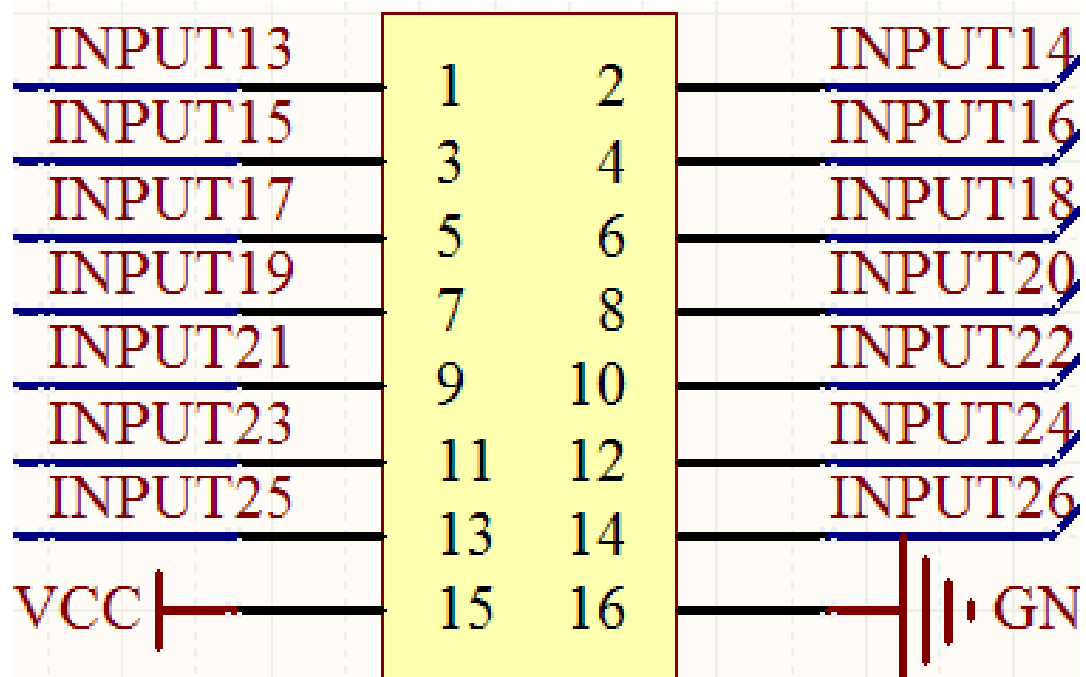 INPUT13 INPUT14
1 2
INPUT15 INPUT16
3 4
INPUT17 INPUT18
5 6
INPUT19 INPUT20
7 8
INPUT21 INPUT22
9 10
INPUT23 INPUT24
11 12
INPUT25 INPUT26
13 14
VCC 15 16 GN